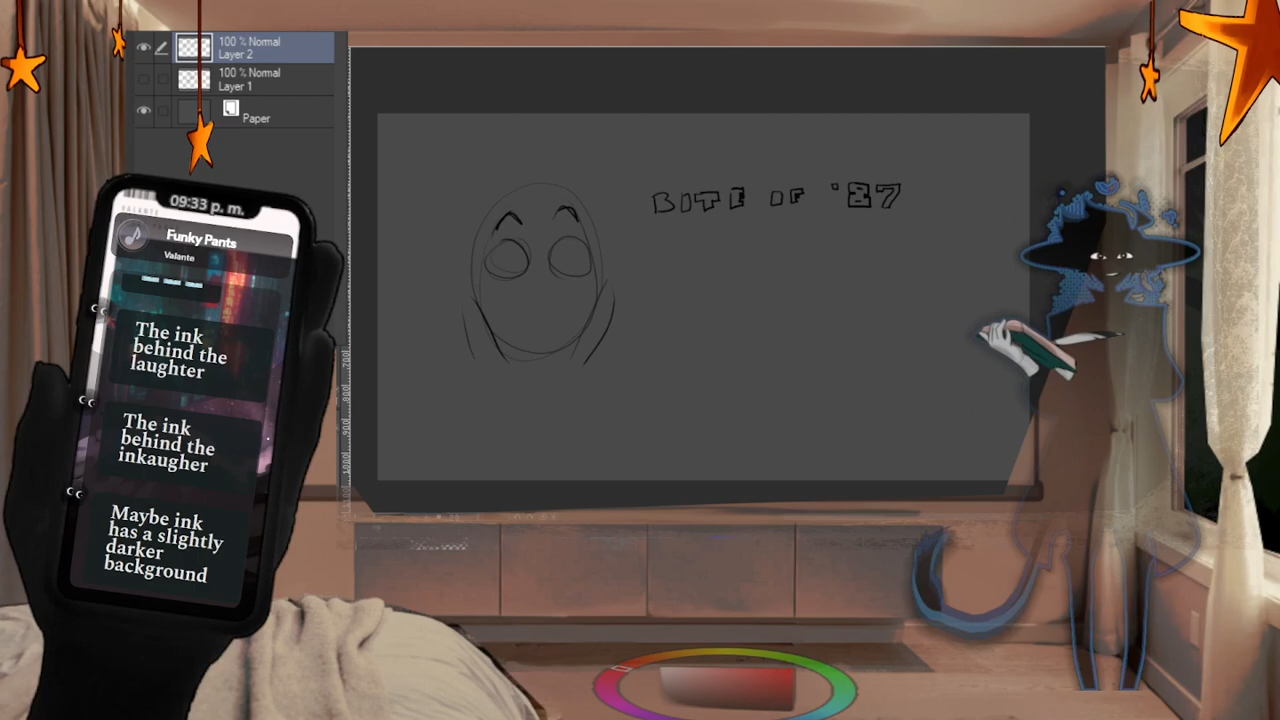 100 % Normal
Layer 2
100 % Normal
Layer 1
Paper
09:33 p. m.
VALANTE
Funky Pants
Valante
The ink
behind the
laughter
The ink
behind the
inkaugher
Maybe ink
has a slightly
darker
background
BITE OF '87